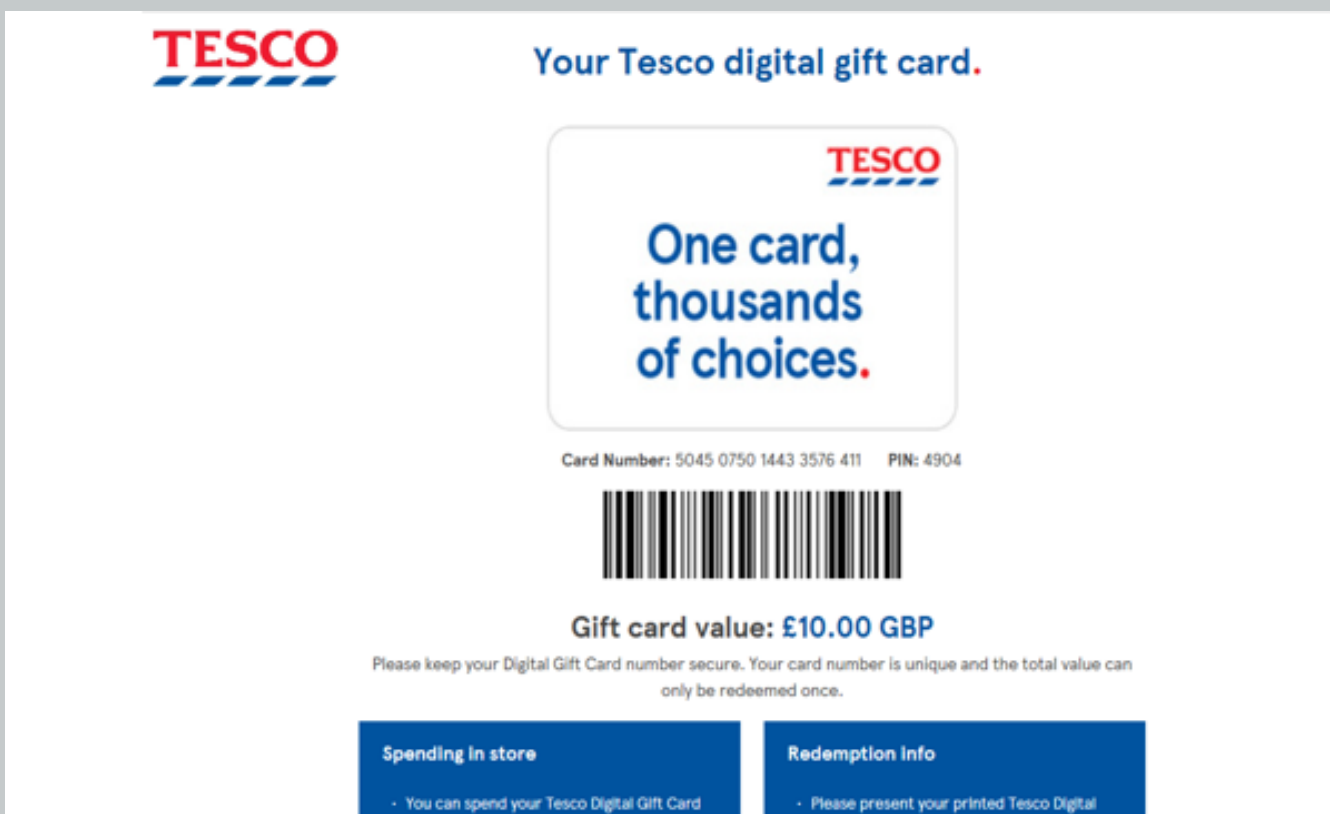 TESCO
Your Tesco digital gift card.
TESCO
One card,
thousands
of choices.
Card Number: 5045 0750 1443 3576 411 PIN: 4904
Gift card value: £10.00 GBP
Please keep your Digital Gift Card number secure. Your card number is unique and the total value can
only be redeemed once.
Spending in store
• You can spend your Tesco Digital Gift Card
Redemption info
• Please present your printed Tesco Digital